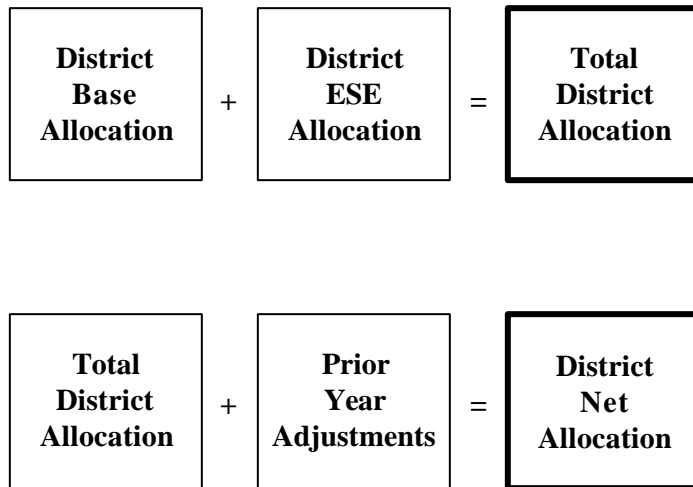 District
Base
Allocation
+
District
ESE
Allocation
=
Total
District
Allocation
Total
District
Allocation
+
Prior
Year
Adjustments
=
District
Net
Allocation